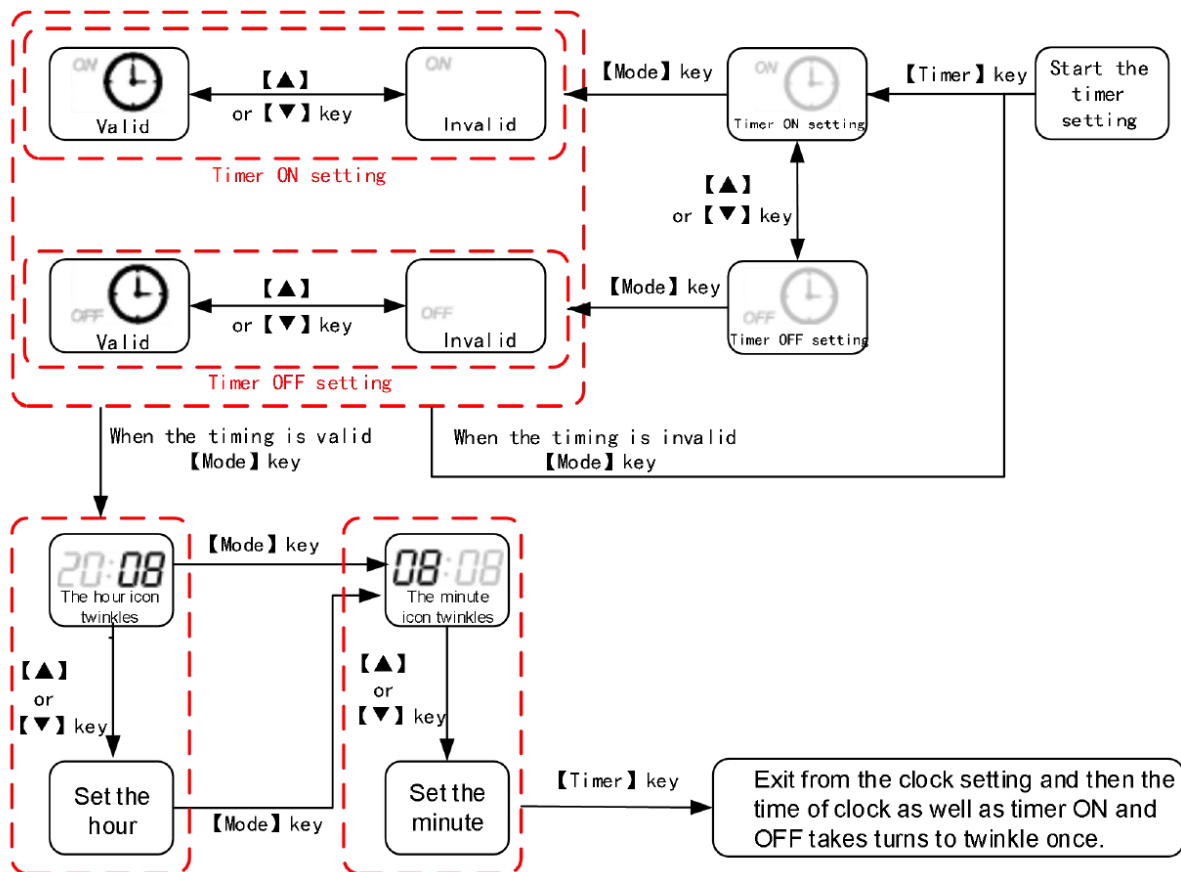 ON
Valid
【▲】
or【▼】key
ON
Invalid
【Mode】key
ON
Timer ON setting
【Timer】key
Start the
timer
setting
Timer ON setting
【▲】
or【▼】key
OFF
Valid
【▲】
or【▼】key
OFF
Invalid
【Mode】key
OFF
Timer OFF setting
Timer OFF setting
When the timing is valid
【Mode】key
When the timing is invalid
【Mode】key
20:08
The hour icon
twinkles
【Mode】key
08:08
The minute
icon twinkles
【▲】
or
【▼】key
【▲】
or
【▼】key
Set the
hour
【Mode】key
Set the
minute
【Timer】key
Exit from the clock setting and then the
time of clock as well as timer ON and
OFF takes turns to twinkle once.